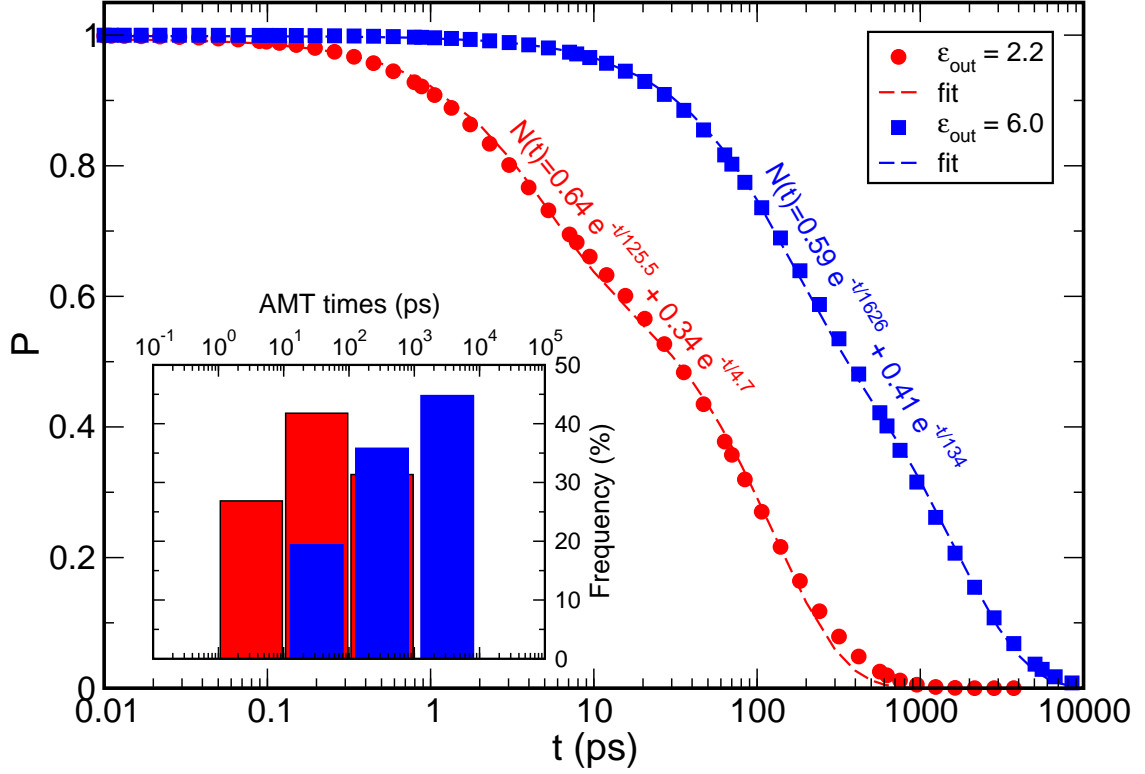 1
0.8
0.6
0.4
0.2
0
P
0.01
0.1
1
10
100
1000
10000
t (ps)
ε_out = 2.2
fit
ε_out = 6.0
fit
N(t)=0.64 e^-t/125.5 + 0.34 e^-t/4.7
N(t)=0.59 e^-t/1626 + 0.41 e^-t/134
AMT times (ps)
10^-1
10^0
10^1
10^2
10^3
10^4
10^5
50
40
30
20
10
0
Frequency (%)